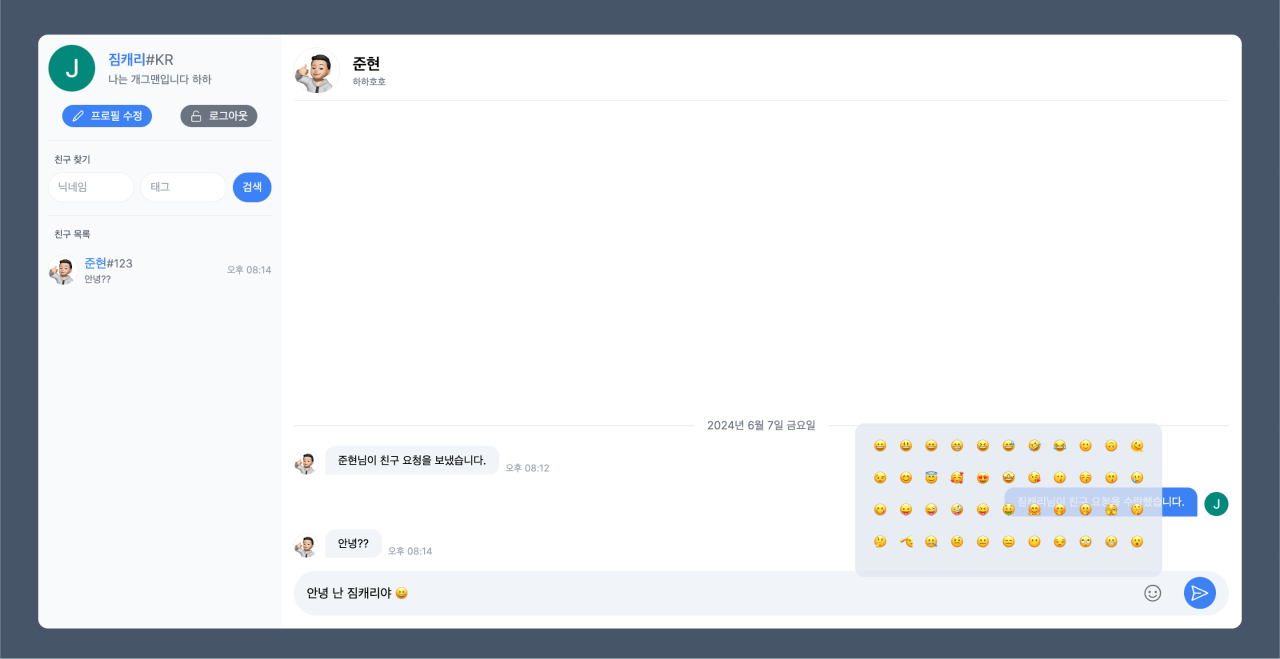 J
짐캐리#KR
나는 개그맨입니다 하하
프로필 수정
로그아웃
친구 찾기
닉네임
태그
검색
친구 목록
준현#123
안녕??
오후 08:14
준현
하하호호
2024년 6월 7일 금요일
준현님이 친구 요청을 보냈습니다.
오후 08:12
짐캐리님이 친구 요청을 수락했습니다.
J
안녕??
오후 08:14
안녕 난 짐캐리야 😄